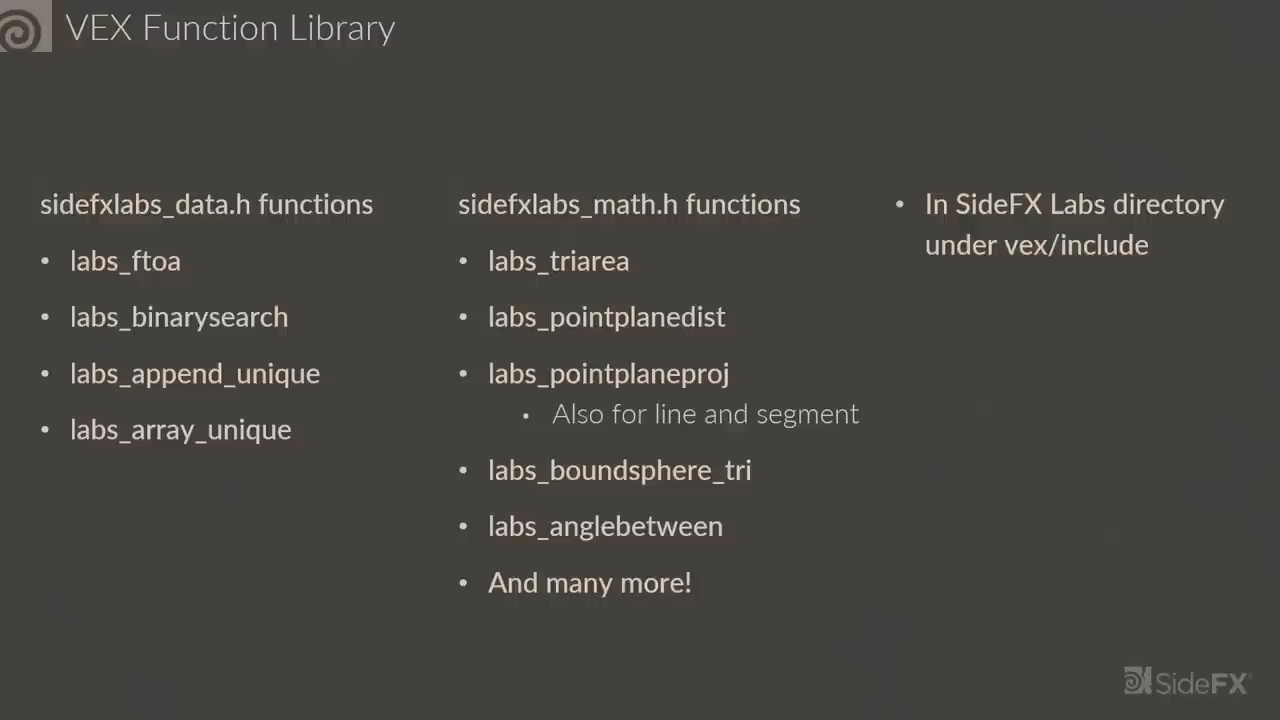 VEX Function Library
sidefxlabs_data.h functions
• labs_ftoa
• labs_binarysearch
• labs_append_unique
• labs_array_unique
sidefxlabs_math.h functions
• labs_triarea
• labs_pointplanedist
• labs_pointplaneproj
• Also for line and segment
• labs_boundsphere_tri
• labs_anglebetween
• And many more!
• In SideFX Labs directory
under vex/include
SideFX